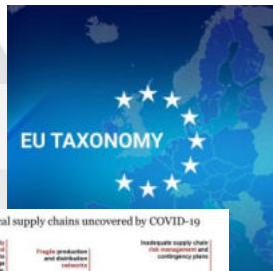 EU TAXONOMY
cal supply chains uncovered by COVID-19
Fragile production
and distribution
networks
Inadequate supply chain
risk management and
contingency plans